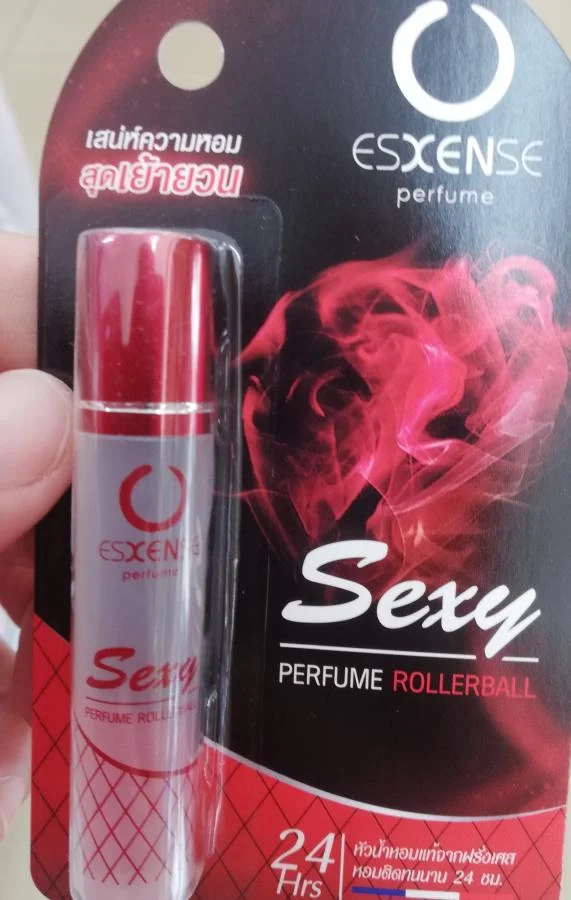 เสน่ห์ความหอม
สุดเย้ายวน
ESXENSE
perfume
ESXENSE
perfume
Sexy
PERFUME ROLLERBALL
Sexy
PERFUME ROLLERBALL
24
Hrs
หัวน้ำหอมแท้จากฝรั่งเศส
หอมติดทนนาน 24 ชม.